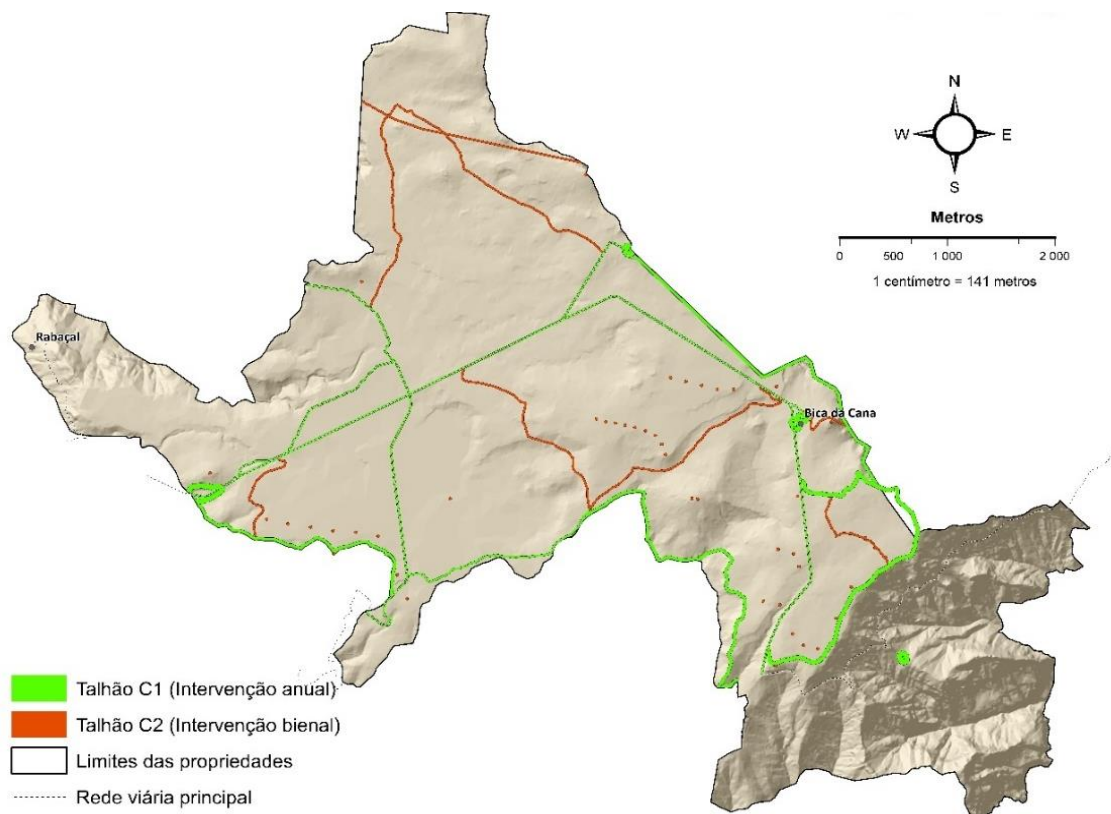 N
W
E
S
Metros
0 500 1 000 2 000
1 centímetro = 141 metros
Rabaçal
Bica da Cana
Talhão C1 (Intervenção anual)
Talhão C2 (Intervenção bienal)
Limites das propriedades
Rede viária principal